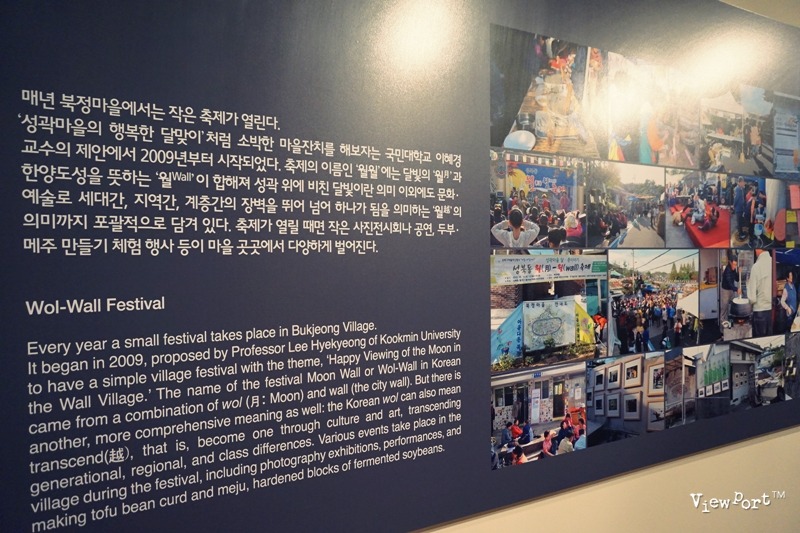 매년 북정마을에서는 작은 축제가 열린다.
‘성곽마을의 행복한 달맞이’처럼 소박한 마을잔치를 해보자는 국민대학교 이혜경
교수의 제안에서 2009년부터 시작되었다. 축제의 이름인 ‘월월’에는 달빛의 ‘월月’과
한양도성을 뜻하는 ‘월Wall’이 합해져 성곽 위에 비친 달빛이란 의미 이외에도 문화·
예술로 세대간, 지역간, 계층간의 장벽을 뛰어 넘어 하나가 됨을 의미하는 ‘월越’의
의미까지 포괄적으로 담겨 있다. 축제가 열릴 때면 작은 사진전시회나 공연, 두부·
메주 만들기 체험 행사 등이 마을 곳곳에서 다양하게 벌어진다.
Wol-Wall Festival
Every year a small festival takes place in Bukjeong Village.
It began in 2009, proposed by Professor Lee Hyekyeong of Kookmin University
to have a simple village festival with the theme, ‘Happy Viewing of the Moon in
the Wall Village.’ The name of the festival Moon Wall or Wol-Wall in Korean
came from a combination of wol (月: Moon) and wall (the city wall). But there is
another, more comprehensive meaning as well: the Korean wol can also mean
transcend(越), that is, become one through culture and art, transcending
generational, regional, and class differences. Various events take place in the
village during the festival, including photography exhibitions, performances, and
making tofu bean curd and meju, hardened blocks of fermented soybeans.
성북동 월(月)-월(wall)축제
Viewport™